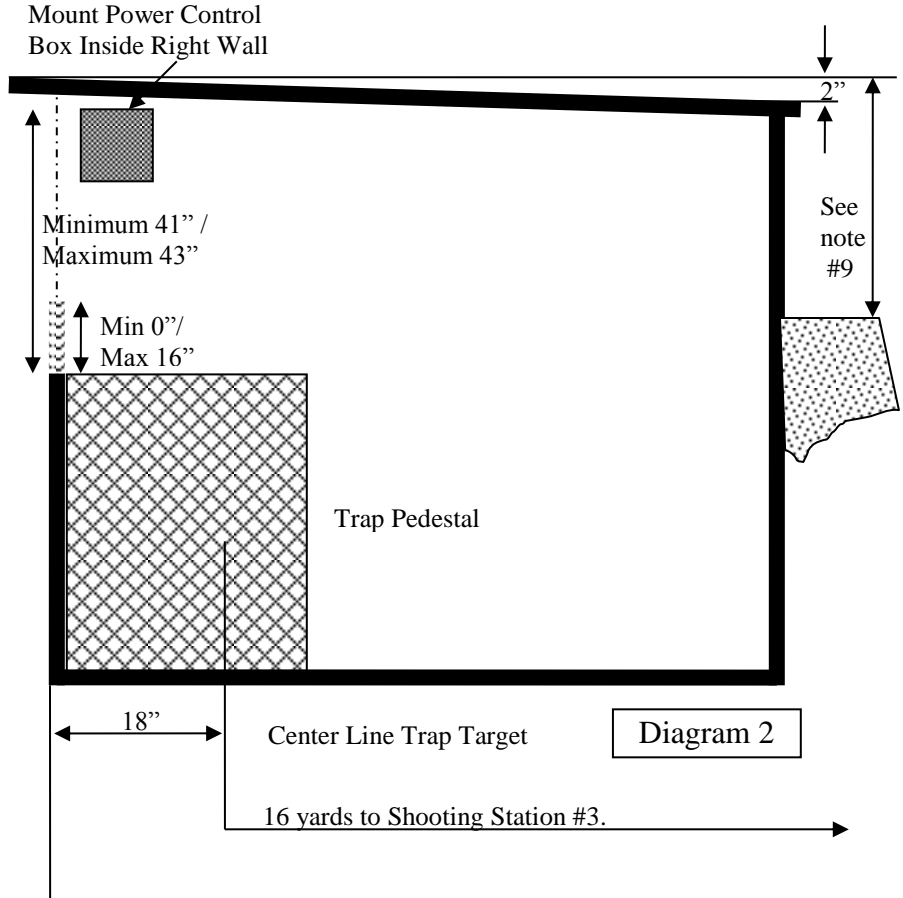 Mount Power Control
Box Inside Right Wall
2”
Minimum 41” /
Maximum 43”
See
note
#9
Min 0”/
Max 16”
Trap Pedestal
18”
Center Line Trap Target
Diagram 2
16 yards to Shooting Station #3.